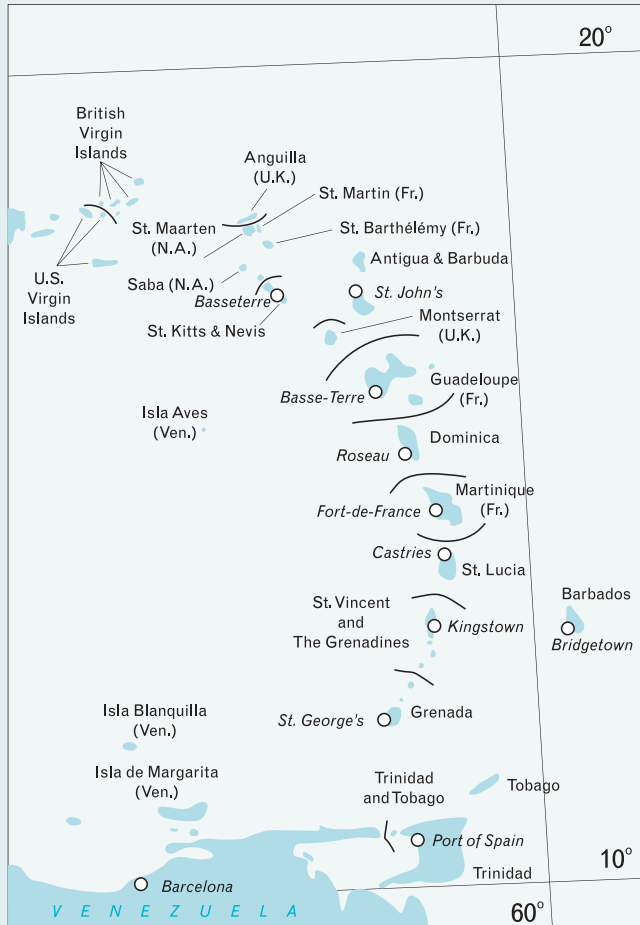 20°
British
Virgin
Islands
Anguilla
(U.K.)
St. Martin (Fr.)
St. Maarten
(N.A.)
St. Barthélémy (Fr.)
Antigua & Barbuda
U.S.
Virgin
Islands
Saba (N.A.)
Basseterre
St. John's
St. Kitts & Nevis
Montserrat
(U.K.)
Basse-Terre
Guadeloupe
(Fr.)
Isla Aves
(Ven.)
Dominica
Roseau
Martinique
(Fr.)
Fort-de-France
Castries
St. Lucia
St. Vincent
and
The Grenadines
Kingstown
Barbados
Bridgetown
Isla Blanquilla
(Ven.)
St. George's
Grenada
Isla de Margarita
(Ven.)
Trinidad
and Tobago
Tobago
Port of Spain
Trinidad
10°
Barcelona
VENEZUELA
60°